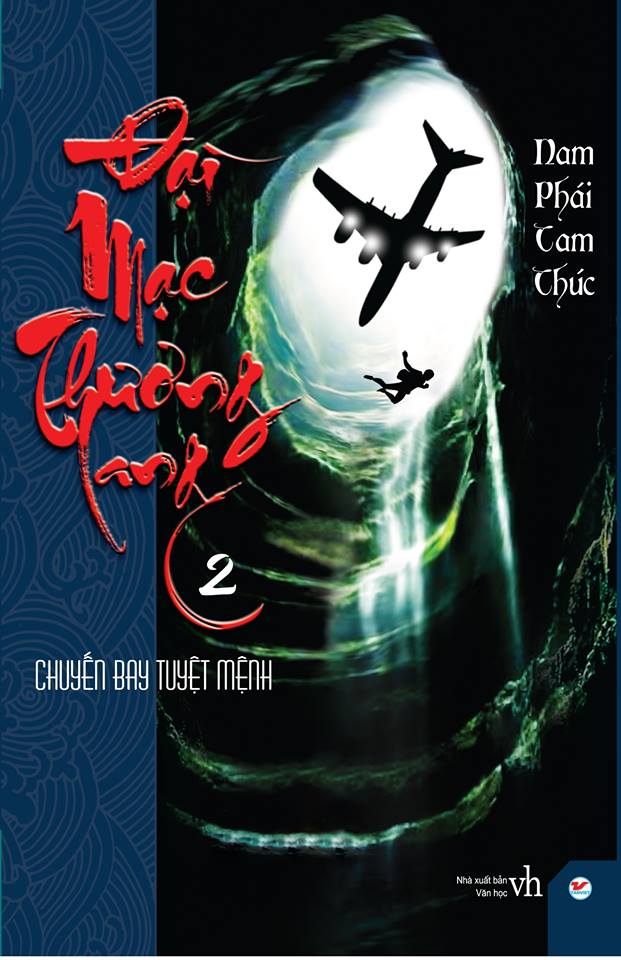 Đại
Mạc
Thương
Lang
2
CHUYẾN BAY TUYỆT MỆNH
Nam
Phái
Tam
Thúc
Nhà xuất bản
Văn học
vh
TANVIET